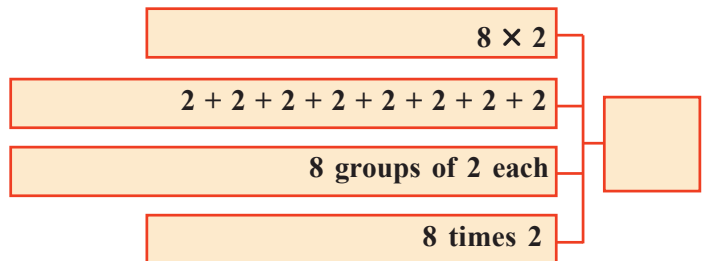 8 × 2
2 + 2 + 2 + 2 + 2 + 2 + 2 + 2
8 groups of 2 each
8 times 2